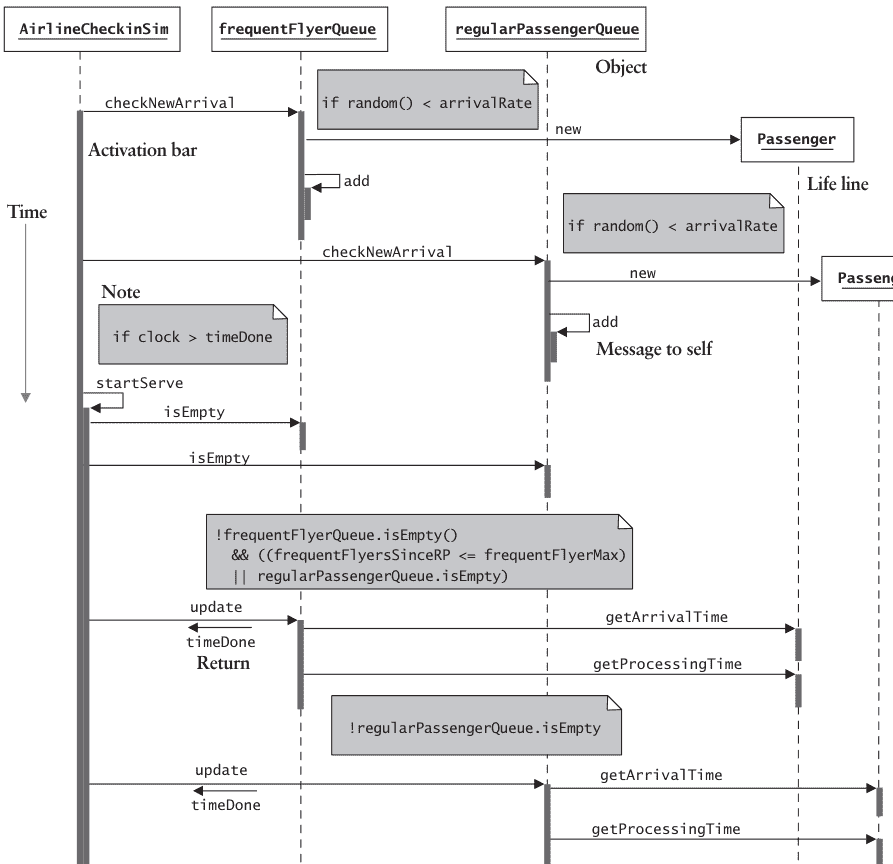 AirlineCheckinSim
frequentFlyerQueue
regularPassengerQueue
Object
checkNewArrival
if random() < arrivalRate
new
Passenger
Activation bar
add
Life line
Time
if random() < arrivalRate
checkNewArrival
new
Passeng
Note
if clock > timeDone
add
Message to self
startServe
isEmpty
isEmpty
!frequentFlyerQueue.isEmpty()
&& ((frequentFlyersSinceRP <= frequentFlyerMax)
|| regularPassengerQueue.isEmpty)
update
getArrivalTime
timeDone
Return
getProcessingTime
!regularPassengerQueue.isEmpty
update
getArrivalTime
timeDone
getProcessingTime